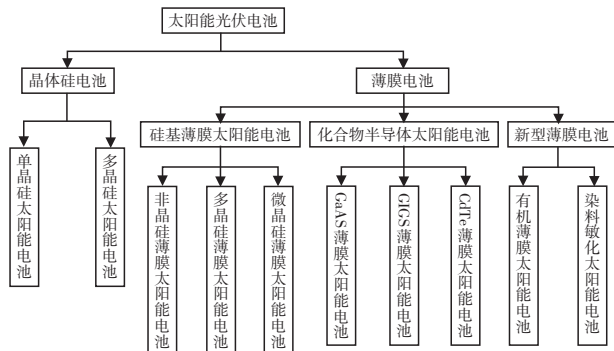 太阳能光伏电池
晶体硅电池
薄膜电池
硅基薄膜太阳能电池
化合物半导体太阳能电池
新型薄膜电池
单晶硅太阳能电池
多晶硅太阳能电池
非晶硅薄膜太阳能电池
多晶硅薄膜太阳能电池
微晶硅薄膜太阳能电池
GaAS薄膜太阳能电池
GIGS薄膜太阳能电池
CdTe薄膜太阳能电池
有机薄膜太阳能电池
染料敏化太阳能电池